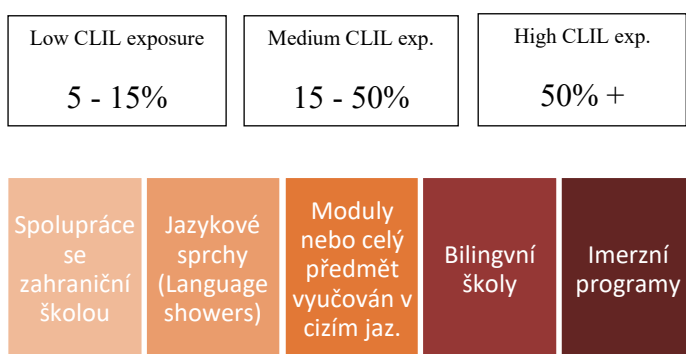 Low CLIL exposure
5 - 15%
Medium CLIL exp.
15 - 50%
High CLIL exp.
50% +
Spolupráce
se
zahraniční
školou
Jazykové
sprchy
(Language
showers)
Moduly
nebo celý
předmět
vyučován v
cizím jaz.
Bilingvní
školy
Imerzní
programy